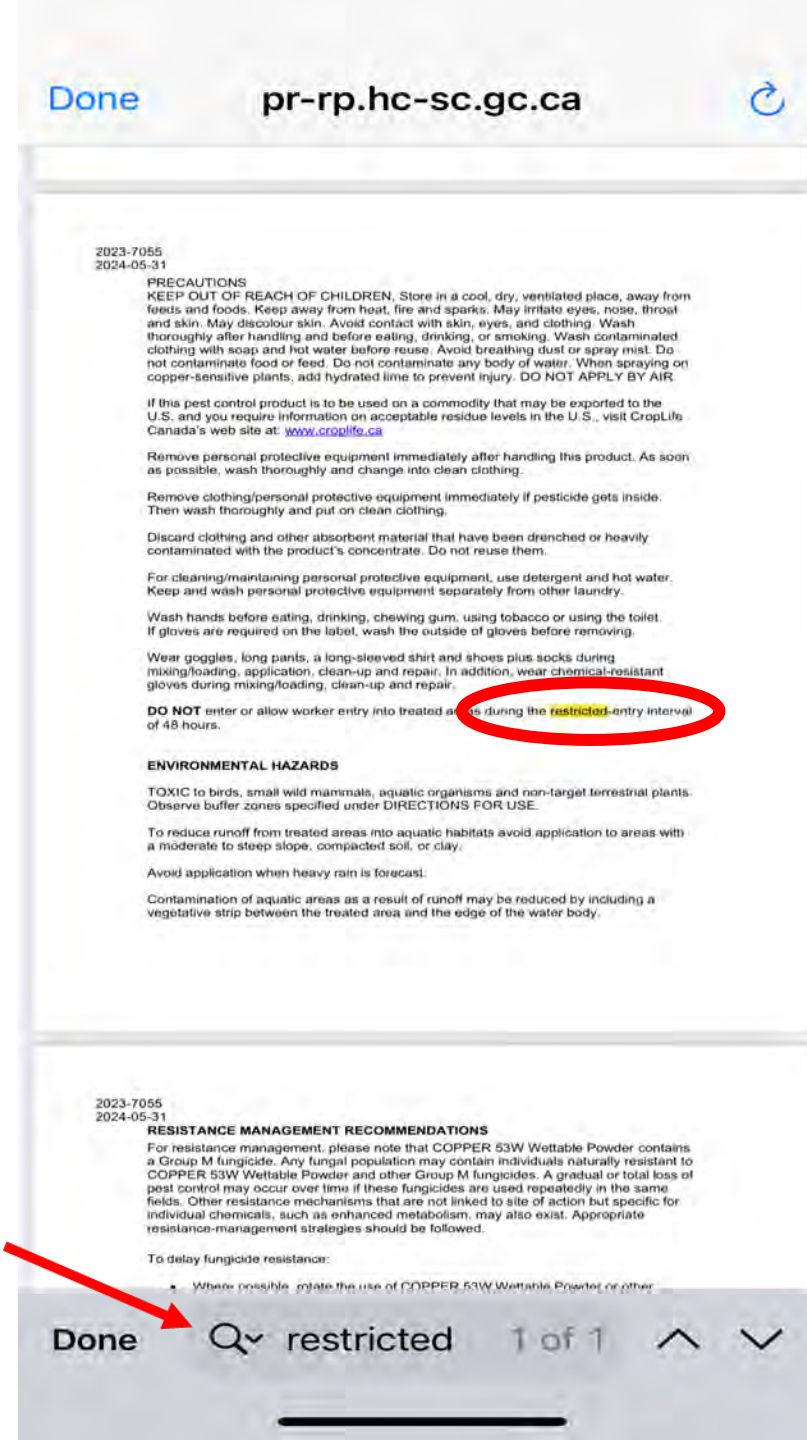 Done pr-rp.hc-sc.gc.ca
2023-7055
2024-05-31
PRECAUTIONS
KEEP OUT OF REACH OF CHILDREN, Store in a cool, dry, ventilated place, away from
feeds and foods. Keep away from heat, fire and sparks. May irritate eyes, nose, throat
and skin. May discolour skin. Avoid contact with skin, eyes, and clothing. Wash
thoroughly after handling and before eating, drinking, or smoking. Wash contaminated
clothing with soap and hot water before reuse. Avoid breathing dust or spray mist. Do
not contaminate food or feed. Do not contaminate any body of water. When spraying on
copper-sensitive plants, add hydrated lime to prevent injury. DO NOT APPLY BY AIR.
If this pest control product is to be used on a commodity that may be exported to the
U.S. and you require information on acceptable residue levels in the U.S., visit CropLife
Canada's web site at: www.croplife.ca
Remove personal protective equipment immediately after handling this product. As soon
as possible, wash thoroughly and change into clean clothing.
Remove clothing/personal protective equipment immediately if pesticide gets inside.
Then wash thoroughly and put on clean clothing.
Discard clothing and other absorbent material that have been drenched or heavily
contaminated with the product's concentrate. Do not reuse them.
For cleaning/maintaining personal protective equipment, use detergent and hot water.
Keep and wash personal protective equipment separately from other laundry.
Wash hands before eating, drinking, chewing gum, using tobacco or using the toilet.
If gloves are required on the label, wash the outside of gloves before removing.
Wear goggles, long pants, a long-sleeved shirt and shoes plus socks during
mixing/loading, application, clean-up and repair. In addition, wear chemical-resistant
gloves during mixing/loading, clean-up and repair.
DO NOT enter or allow worker entry into treated areas during the restricted-entry interval
of 48 hours.
ENVIRONMENTAL HAZARDS
TOXIC to birds, small wild mammals, aquatic organisms and non-target terrestrial plants.
Observe buffer zones specified under DIRECTIONS FOR USE.
To reduce runoff from treated areas into aquatic habitats avoid application to areas with
a moderate to steep slope, compacted soil, or clay.
Avoid application when heavy rain is forecast.
Contamination of aquatic areas as a result of runoff may be reduced by including a
vegetative strip between the treated area and the edge of the water body.
2023-7055
2024-05-31
RESISTANCE MANAGEMENT RECOMMENDATIONS
For resistance management, please note that COPPER 53W Wettable Powder contains
a Group M fungicide. Any fungal population may contain individuals naturally resistant to
COPPER 53W Wettable Powder and other Group M fungicides. A gradual or total loss of
pest control may occur over time if these fungicides are used repeatedly in the same
fields. Other resistance mechanisms that are not linked to site of action but specific for
individual chemicals, such as enhanced metabolism, may also exist. Appropriate
resistance-management strategies should be followed.
To delay fungicide resistance:
• Where possible, rotate the use of COPPER 53W Wettable Powder or other
Done restricted 1 of 1